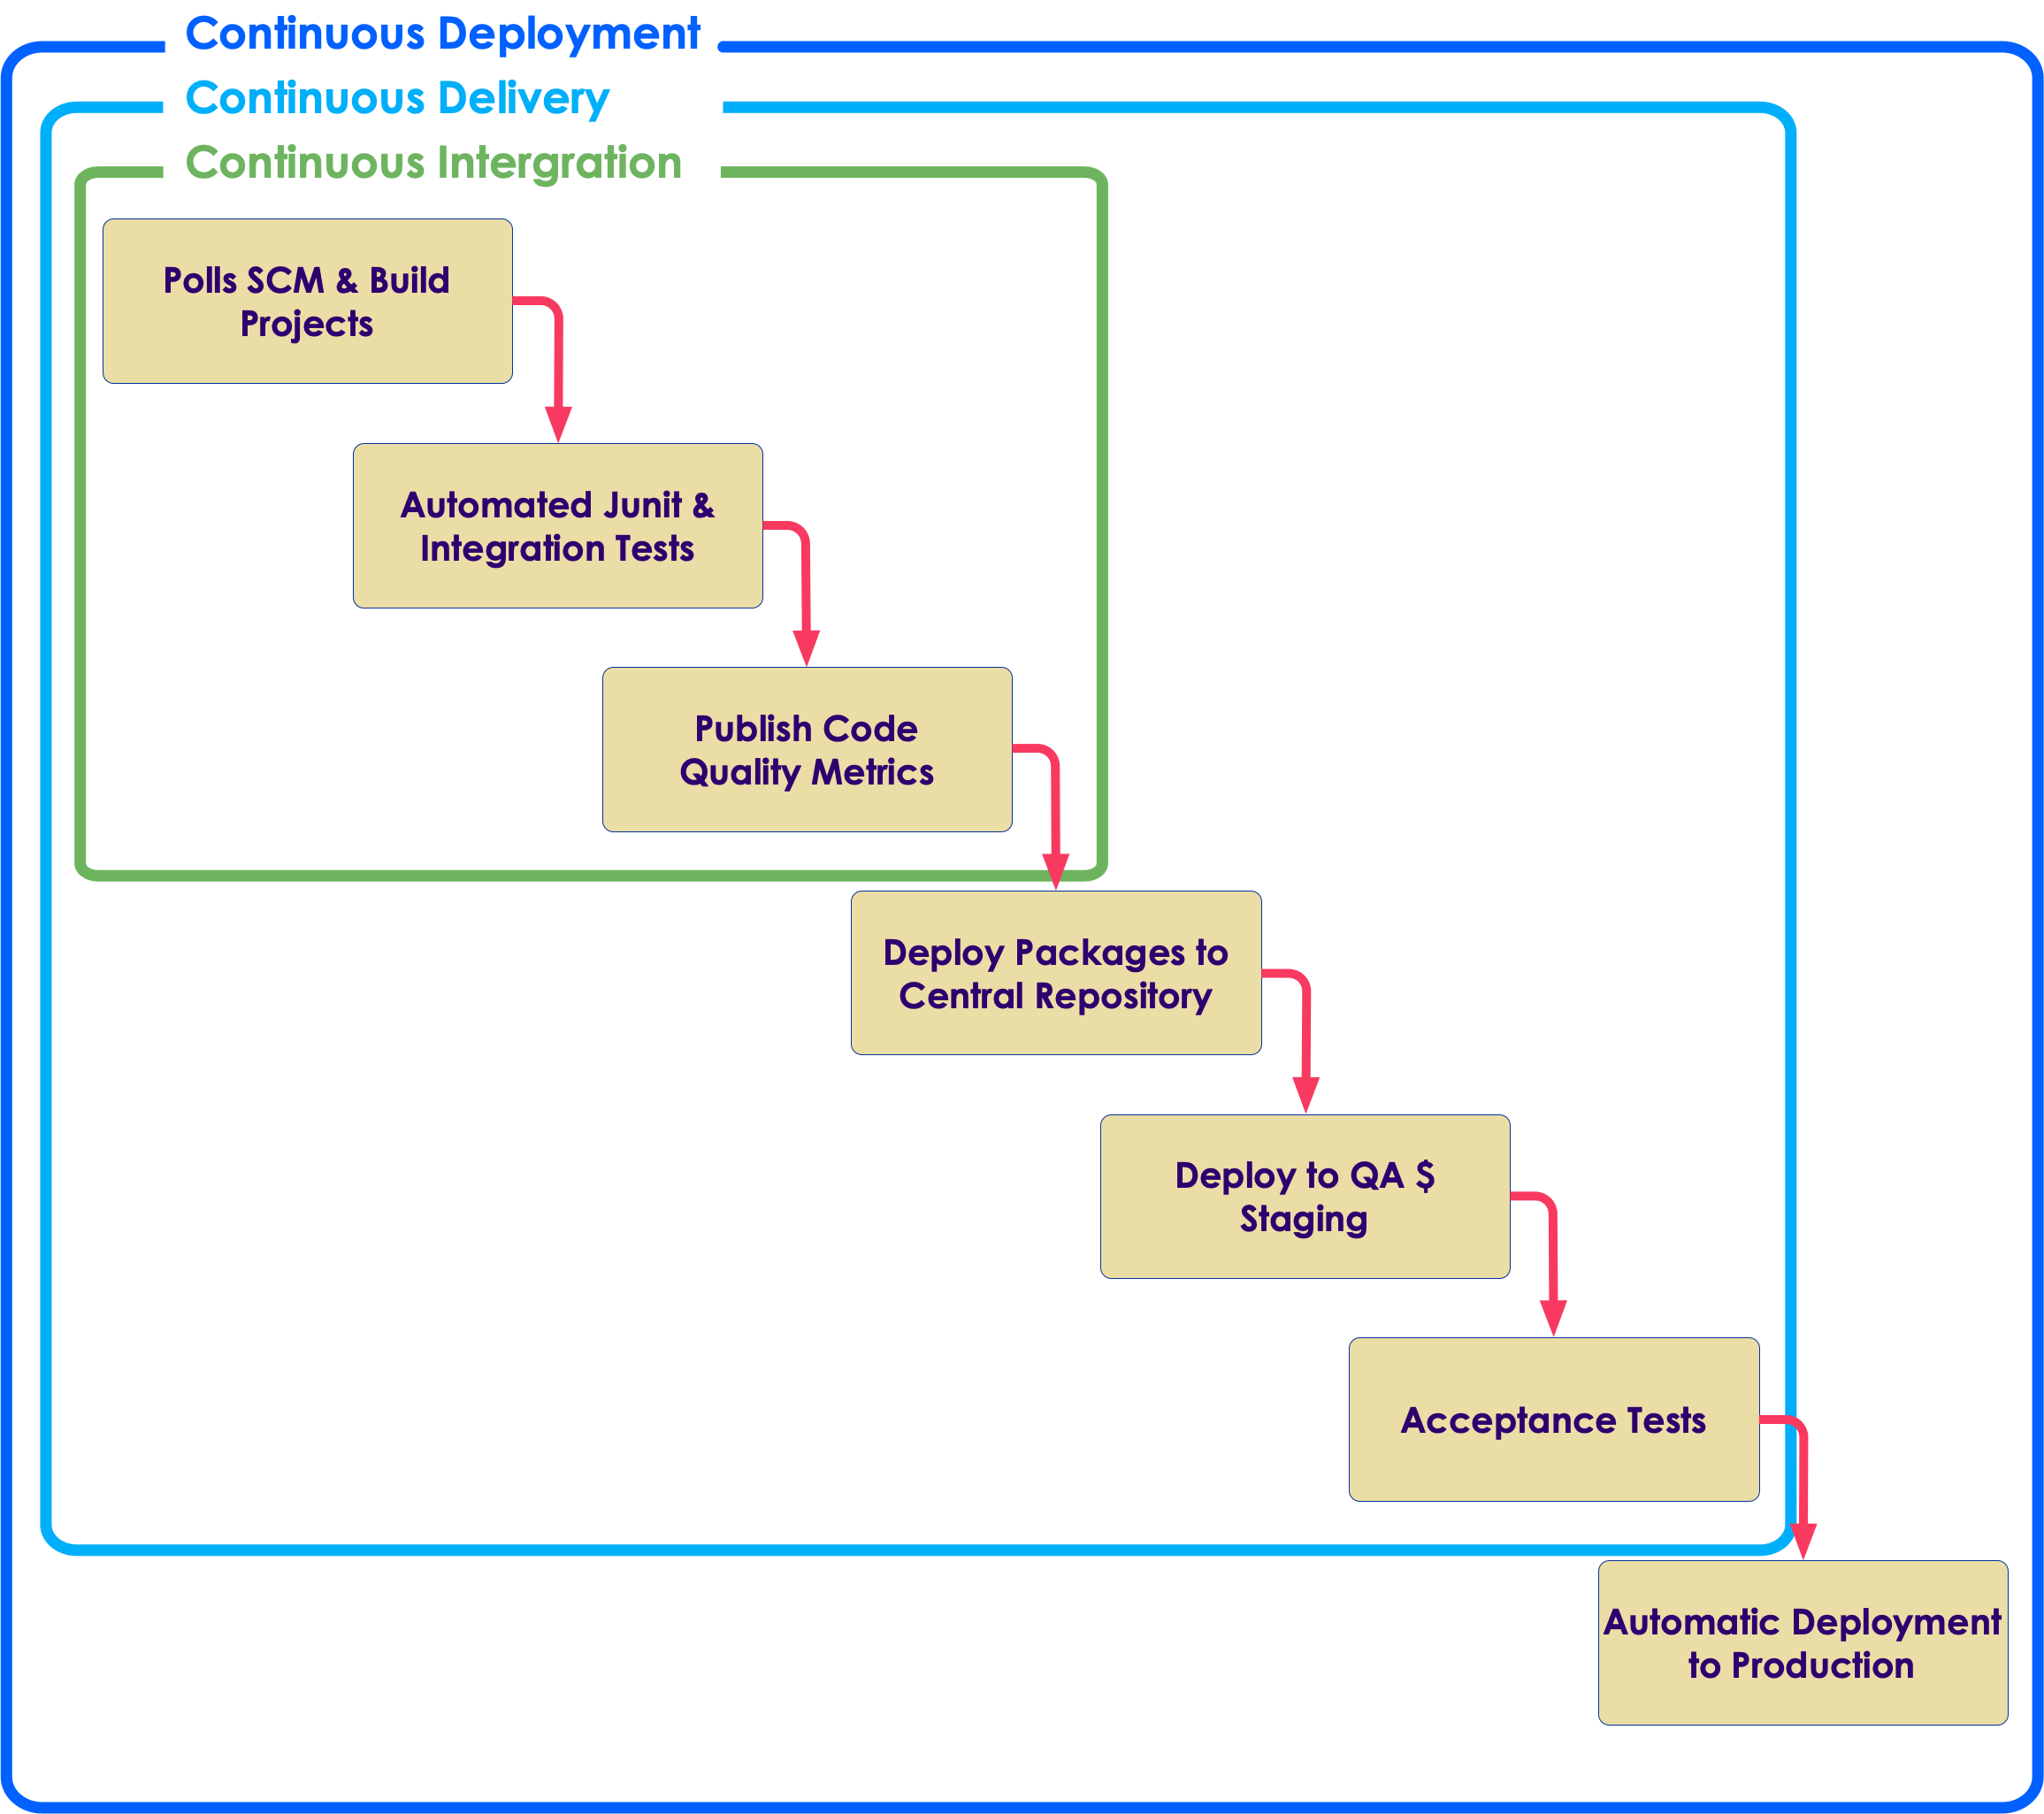 Continuous Deployment
Continuous Delivery
Continuous Intergration
Polls SCM & Build
Projects
Automated Junit &
Integration Tests
Publish Code
Quality Metrics
Deploy Packages to
Central Repository
Deploy to QA $
Staging
Acceptance Tests
Automatic Deployment
to Production